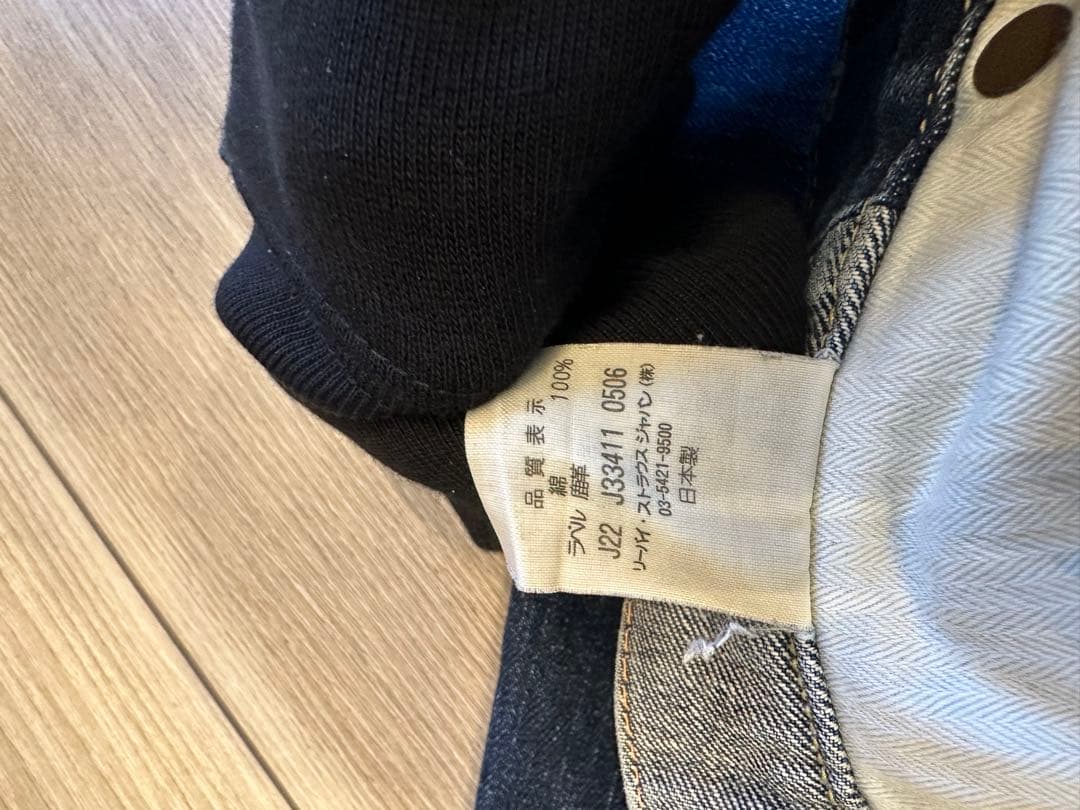 品質表示
綿 100%
ラベル 鹿革
J22 J33411 0506
リーバイ・ストラウス ジャパン(株)
03-5421-9500
日本製